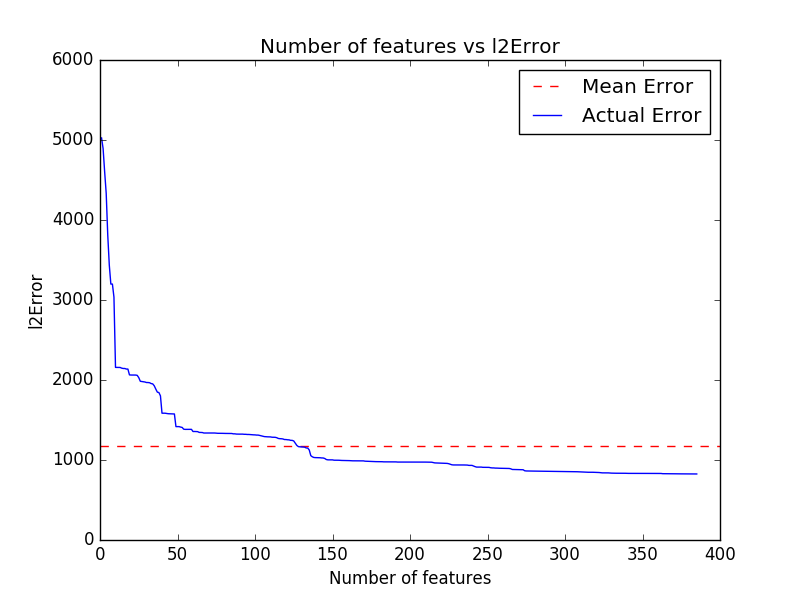 Number of features vs l2Error
Mean Error
Actual Error
6000
5000
4000
3000
2000
1000
0
l2Error
0 50 100 150 200 250 300 350 400
Number of features